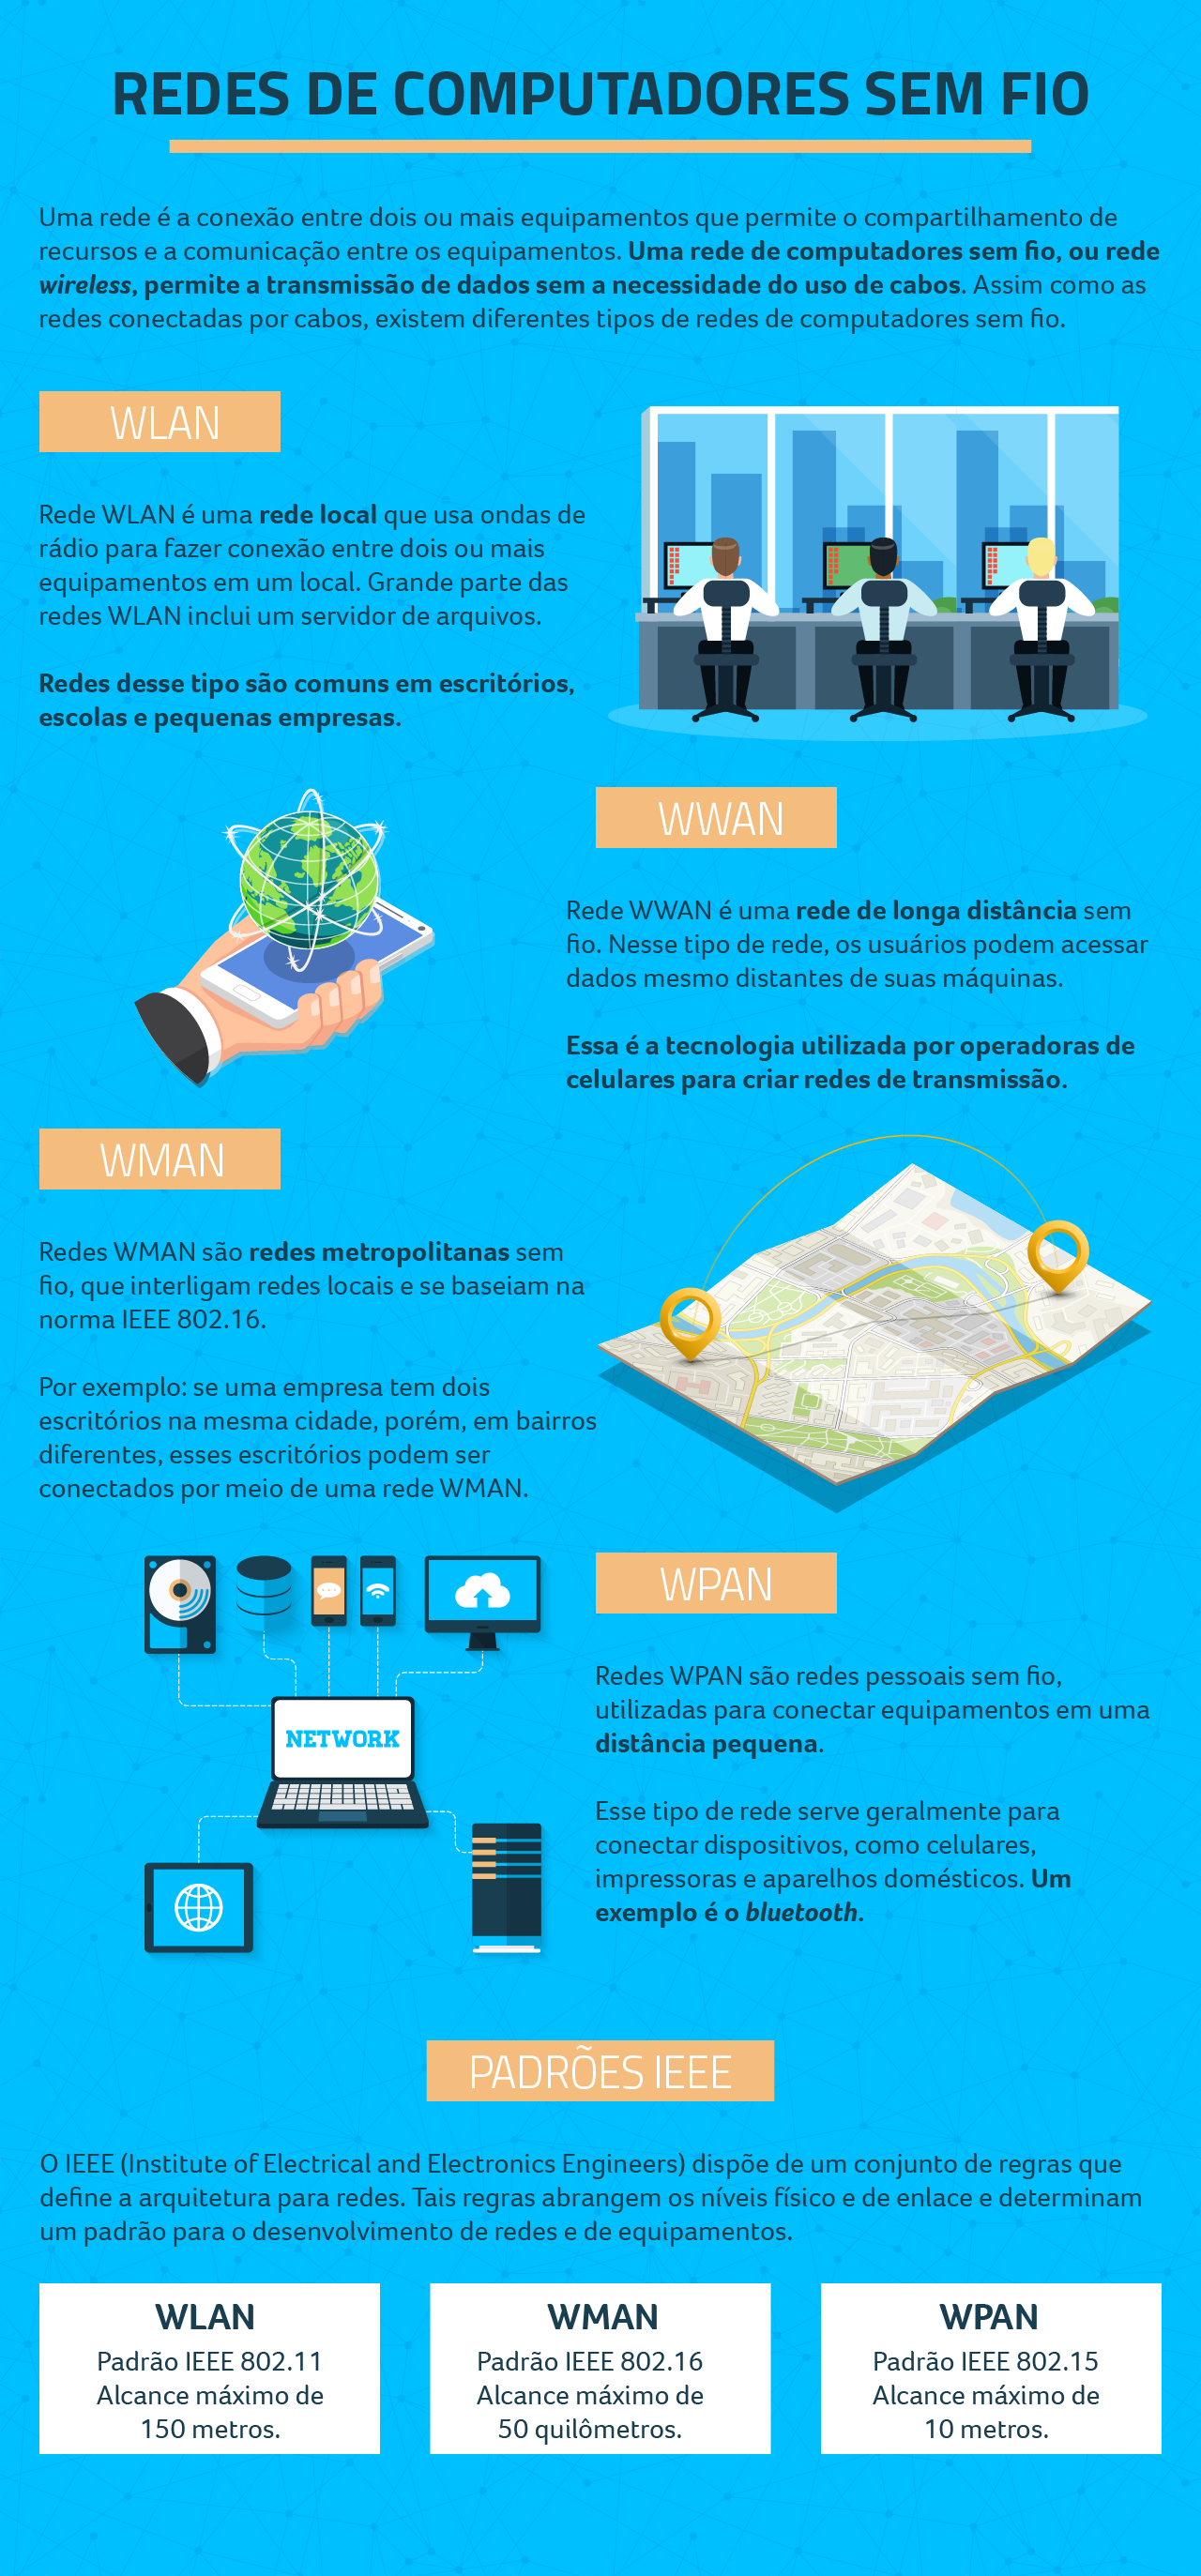 REDES DE COMPUTADORES SEM FIO
Uma rede é a conexão entre dois ou mais equipamentos que permite o compartilhamento de
recursos e a comunicação entre os equipamentos. Uma rede de computadores sem fio, ou rede
wireless, permite a transmissão de dados sem a necessidade do uso de cabos. Assim como as
redes conectadas por cabos, existem diferentes tipos de redes de computadores sem fio.
WLAN
Rede WLAN é uma rede local que usa ondas de
rádio para fazer conexão entre dois ou mais
equipamentos em um local. Grande parte das
redes WLAN inclui um servidor de arquivos.
Redes desse tipo são comuns em escritórios,
escolas e pequenas empresas.
WWAN
Rede WWAN é uma rede de longa distância sem
fio. Nesse tipo de rede, os usuários podem acessar
dados mesmo distantes de suas máquinas.
Essa é a tecnologia utilizada por operadoras de
celulares para criar redes de transmissão.
WMAN
Redes WMAN são redes metropolitanas sem
fio, que interligam redes locais e se baseiam na
norma IEEE 802.16.
Por exemplo: se uma empresa tem dois
escritórios na mesma cidade, porém, em bairros
diferentes, esses escritórios podem ser
conectados por meio de uma rede WMAN.
NETWORK
WPAN
Redes WPAN são redes pessoais sem fio,
utilizadas para conectar equipamentos em uma
distância pequena.
Esse tipo de rede serve geralmente para
conectar dispositivos, como celulares,
impressoras e aparelhos domésticos. Um
exemplo é o bluetooth.
PADRÕES IEEE
O IEEE (Institute of Electrical and Electronics Engineers) dispõe de um conjunto de regras que
define a arquitetura para redes. Tais regras abrangem os níveis físico e de enlace e determinam
um padrão para o desenvolvimento de redes e de equipamentos.
WLAN
Padrão IEEE 802.11
Alcance máximo de
150 metros.
WMAN
Padrão IEEE 802.16
Alcance máximo de
50 quilômetros.
WPAN
Padrão IEEE 802.15
Alcance máximo de
10 metros.